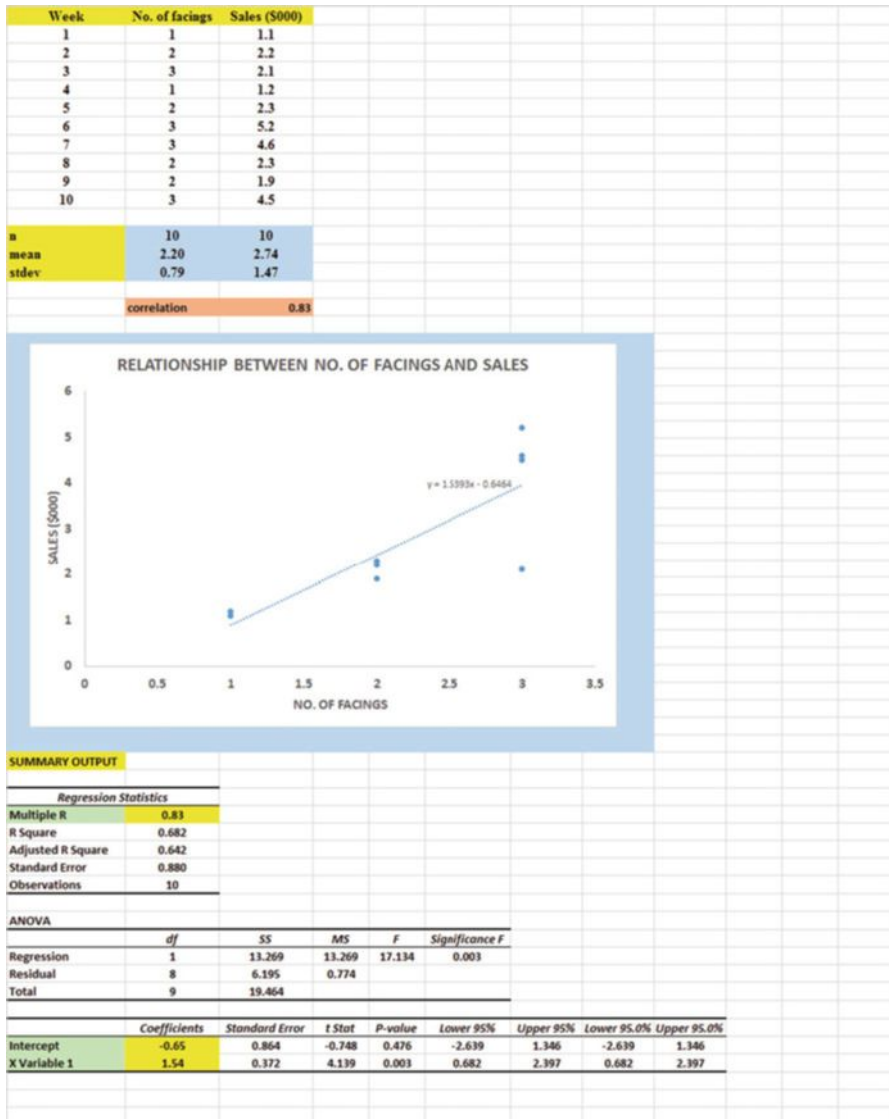 Week No. of facings Sales ($000)
1 1 1.1
2 2 2.2
3 3 2.1
4 1 1.2
5 2 2.3
6 3 5.2
7 3 4.6
8 2 2.3
9 2 1.9
10 3 4.5
n 10 10
mean 2.20 2.74
stdev 0.79 1.47
correlation 0.83
RELATIONSHIP BETWEEN NO. OF FACINGS AND SALES
6
5
4
3
2
1
0
SALES ($000)
y = 1.5393x - 0.6464
0 0.5 1 1.5 2 2.5 3 3.5
NO. OF FACINGS
SUMMARY OUTPUT
Regression Statistics
Multiple R 0.83
R Square 0.682
Adjusted R Square 0.642
Standard Error 0.880
Observations 10
ANOVA
df SS MS F Significance F
Regression 1 13.269 13.269 17.134 0.003
Residual 8 6.195 0.774
Total 9 19.464
Coefficients Standard Error t Stat P-value Lower 95% Upper 95% Lower 95.0% Upper 95.0%
Intercept -0.65 0.864 -0.748 0.476 -2.639 1.346 -2.639 1.346
X Variable 1 1.54 0.372 4.139 0.003 0.682 2.397 0.682 2.397